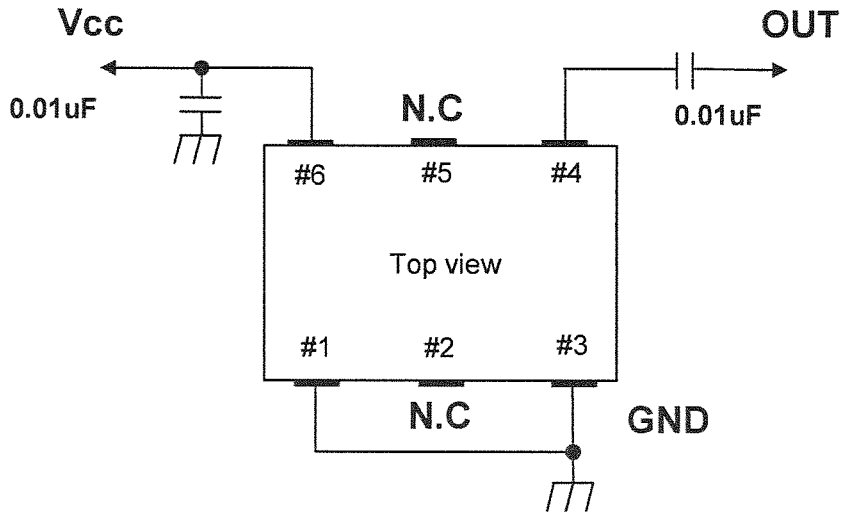 Vcc
OUT
0.01uF
N.C
0.01uF
#6
#5
#4
Top view
#1
#2
#3
N.C
GND